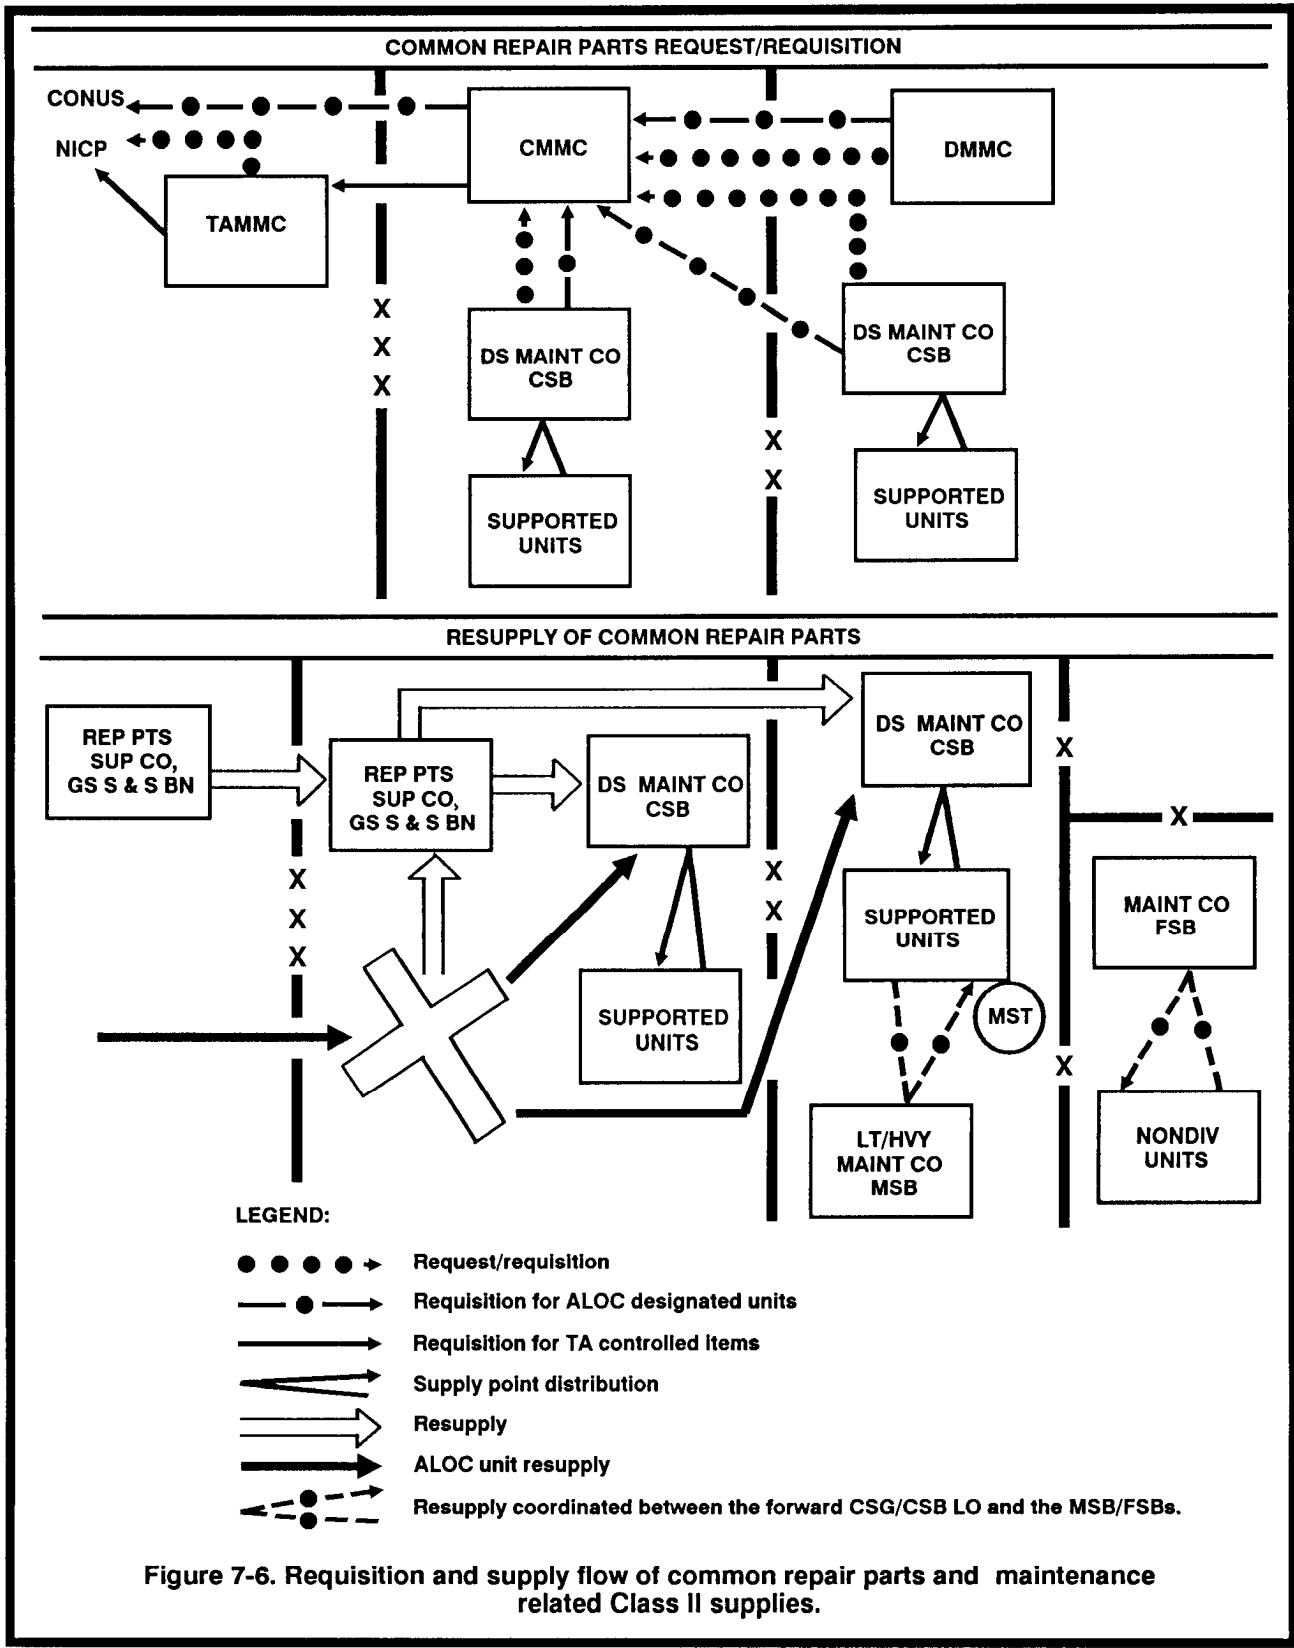 COMMON REPAIR PARTS REQUEST/REQUISITION
CONUS
NICP
TAMMC
CMMC
DMMC
DS MAINT CO
CSB
SUPPORTED
UNITS
DS MAINT CO
CSB
SUPPORTED
UNITS
X
X
X
X
X
RESUPPLY OF COMMON REPAIR PARTS
REP PTS
SUP CO,
GS S & S BN
REP PTS
SUP CO,
GS S & S BN
DS MAINT CO
CSB
SUPPORTED
UNITS
DS MAINT CO
CSB
SUPPORTED
UNITS
MST
LT/HVY
MAINT CO
MSB
MAINT CO
FSB
NONDIV
UNITS
X
X
X
X
X
X
X
X
LEGEND:
Request/requisition
Requisition for ALOC designated units
Requisition for TA controlled items
Supply point distribution
Resupply
ALOC unit resupply
Resupply coordinated between the forward CSG/CSB LO and the MSB/FSBs.
Figure 7-6. Requisition and supply flow of common repair parts and maintenance
related Class II supplies.